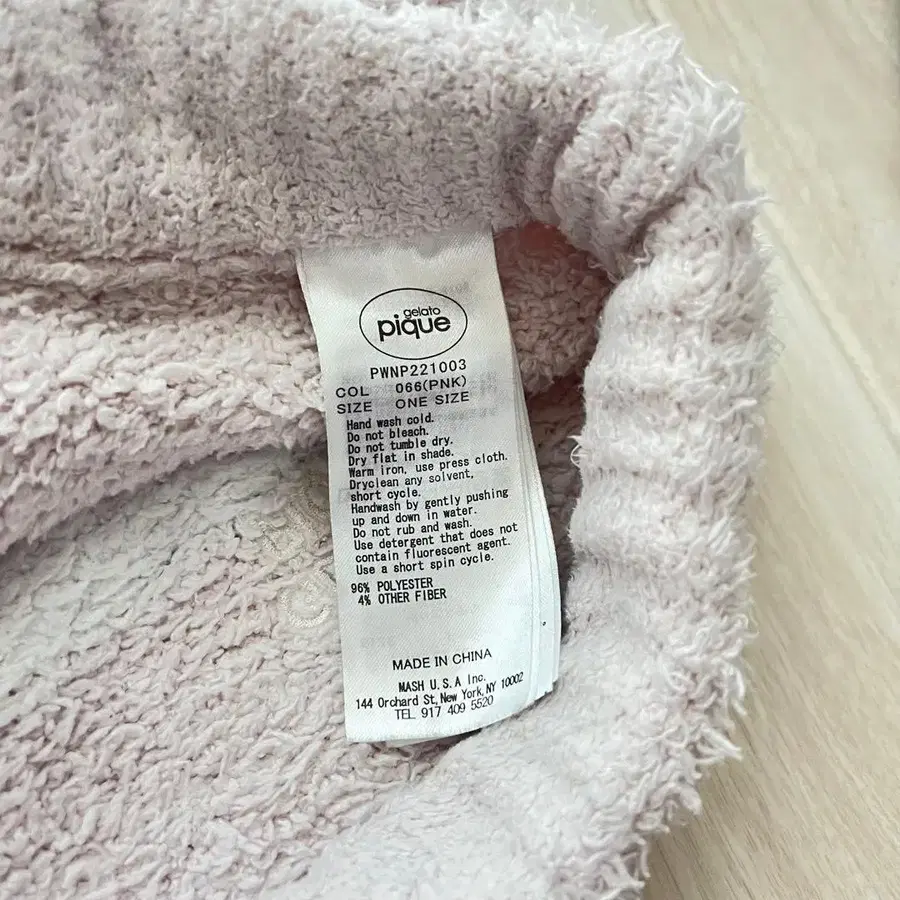 gelato
pique
PWNP221003
COL 066(PNK)
SIZE ONE SIZE
Hand wash cold.
Do not bleach.
Do not tumble dry.
Dry flat in shade.
Warm iron, use press cloth.
Dryclean any solvent,
short cycle.
Handwash by gently pushing
up and down in water.
Do not rub and wash.
Use detergent that does not
contain fluorescent agent.
Use a short spin cycle.
96% POLYESTER
4% OTHER FIBER
MADE IN CHINA
MASH U.S.A Inc.
144 Orchard St, New York, NY 10002
TEL 917 409 5520